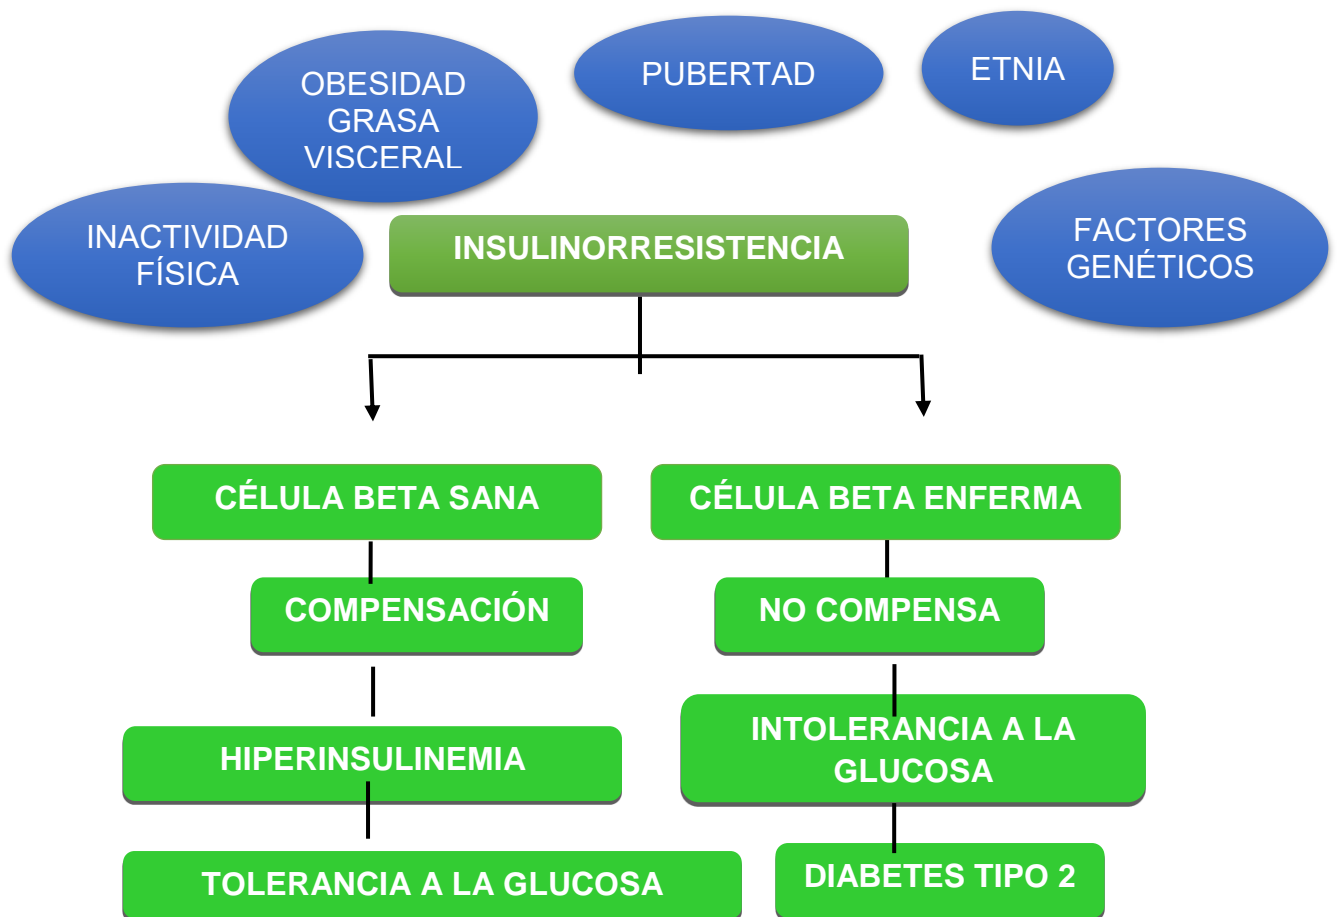 OBESIDAD
GRASA
VISCERAL
PUBERTAD
ETNIA
INACTIVIDAD
FÍSICA
INSULINORRESISTENCIA
FACTORES
GENÉTICOS
CÉLULA BETA SANA
CÉLULA BETA ENFERMA
COMPENSACIÓN
NO COMPENSA
HIPERINSULINEMIA
INTOLERANCIA A LA
GLUCOSA
TOLERANCIA A LA GLUCOSA
DIABETES TIPO 2